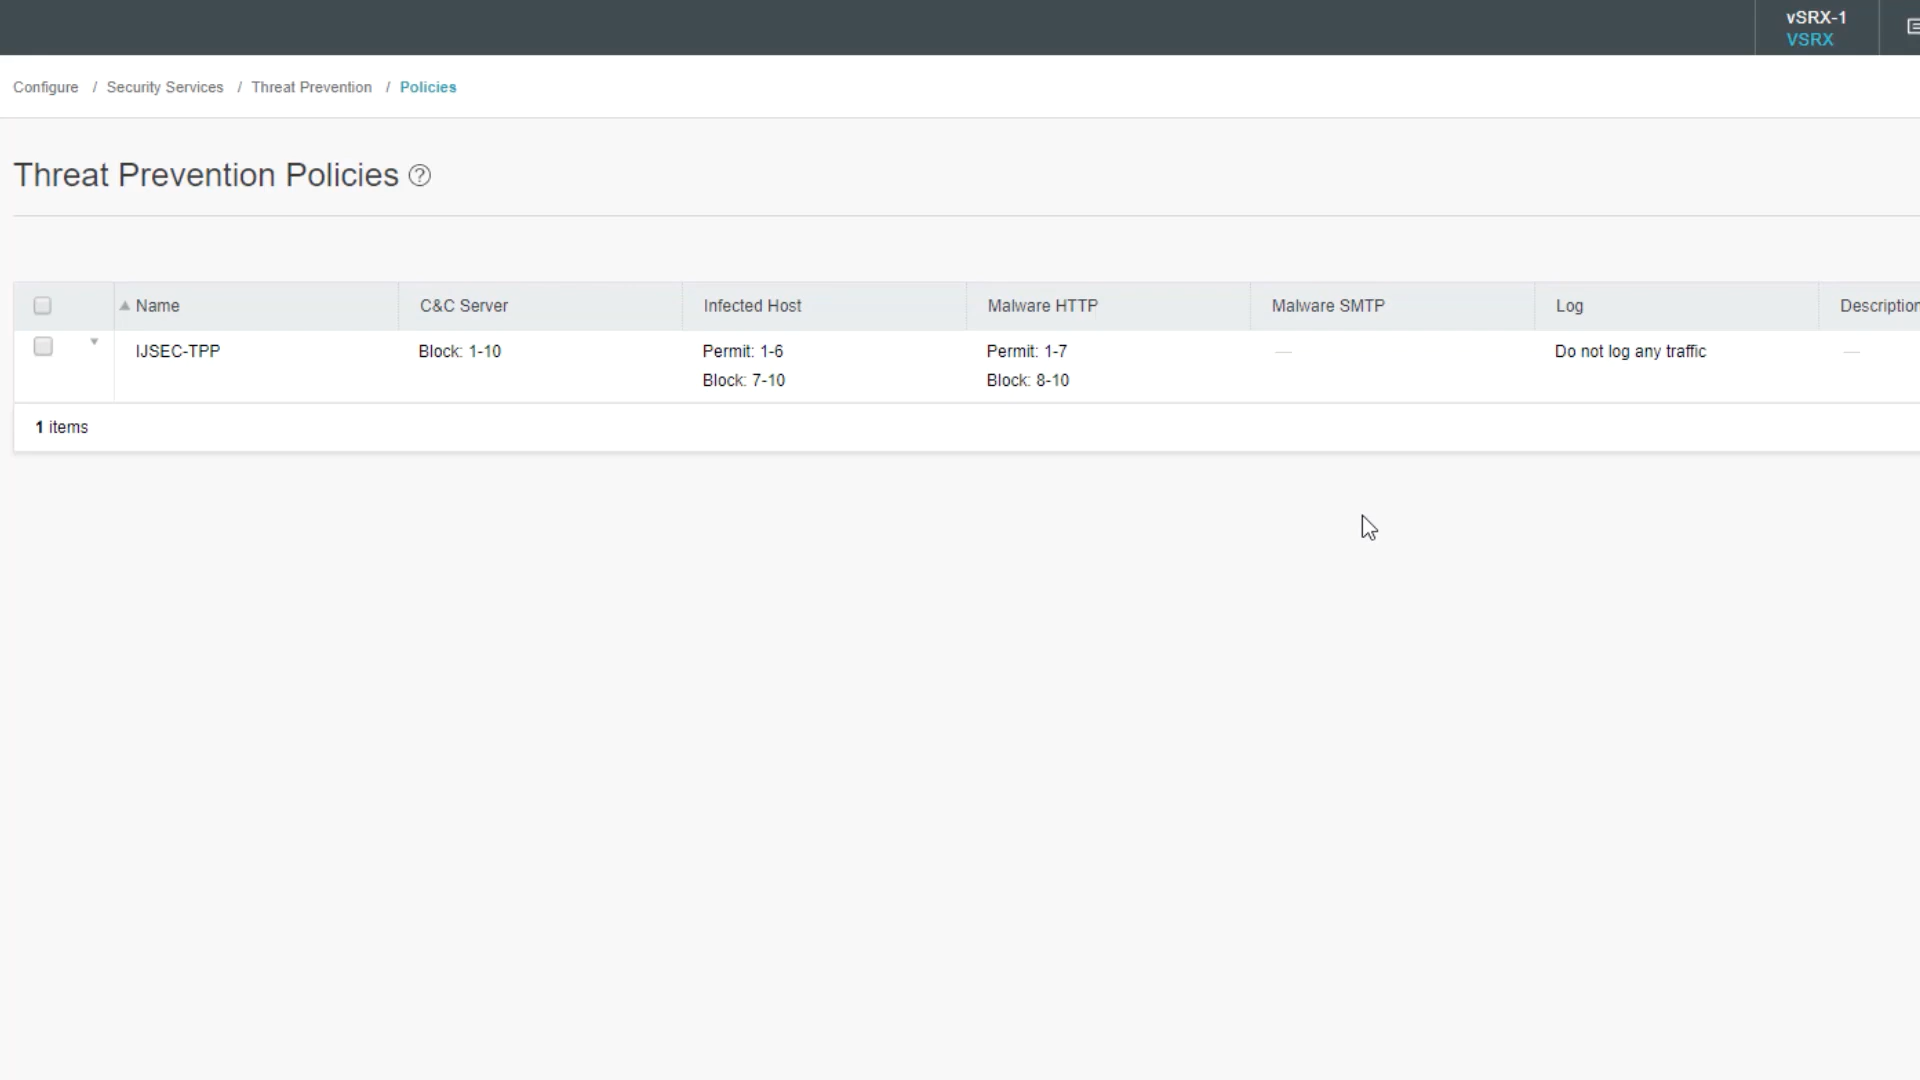 vSRX-1
VSRX
Configure / Security Services / Threat Prevention / Policies
Threat Prevention Policies ?
Name C&C Server Infected Host Malware HTTP Malware SMTP Log Description
IJSEC-TPP Block: 1-10 Permit: 1-6 Permit: 1-7 — Do not log any traffic —
Block: 7-10 Block: 8-10
1 items